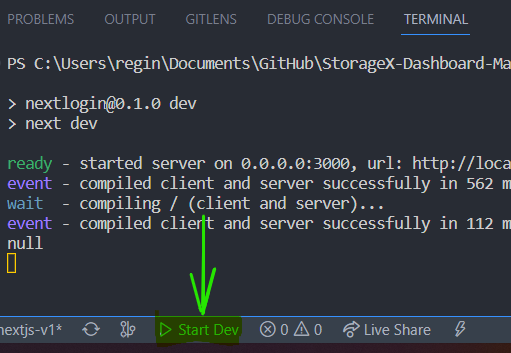 PROBLEMS OUTPUT GITLENS DEBUG CONSOLE TERMINAL
PS C:\Users\regin\Documents\GitHub\StorageX-Dashboard-Ma
> nextlogin@0.1.0 dev
> next dev
ready - started server on 0.0.0.0:3000, url: http://loca
event - compiled client and server successfully in 562 m
wait - compiling / (client and server)...
event - compiled client and server successfully in 112 m
null
nextjs-v1* Start Dev 0 0 Live Share